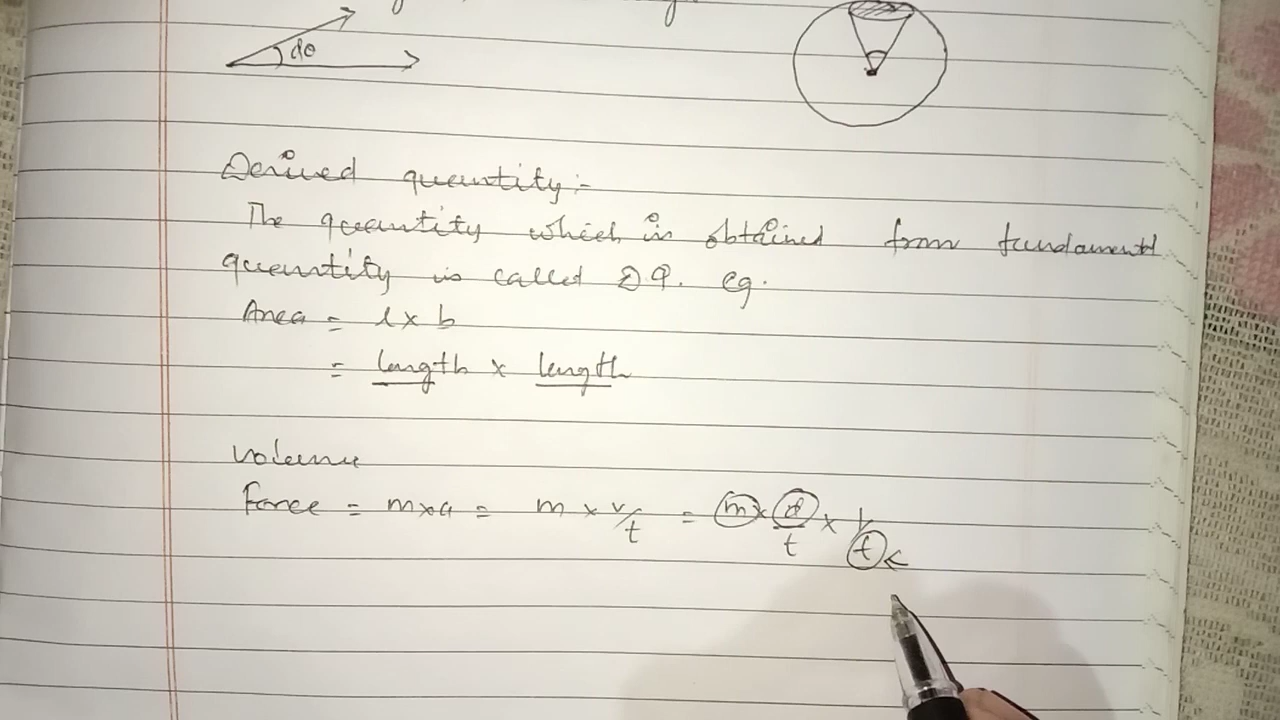 dθ
Derived quantity :-
The quantity which is obtained from fundamental
quantity is called D.Q. eg.
Area = l x b
= length x length
Volume
Force = mxa = m x v/t = m x d/t x 1/t